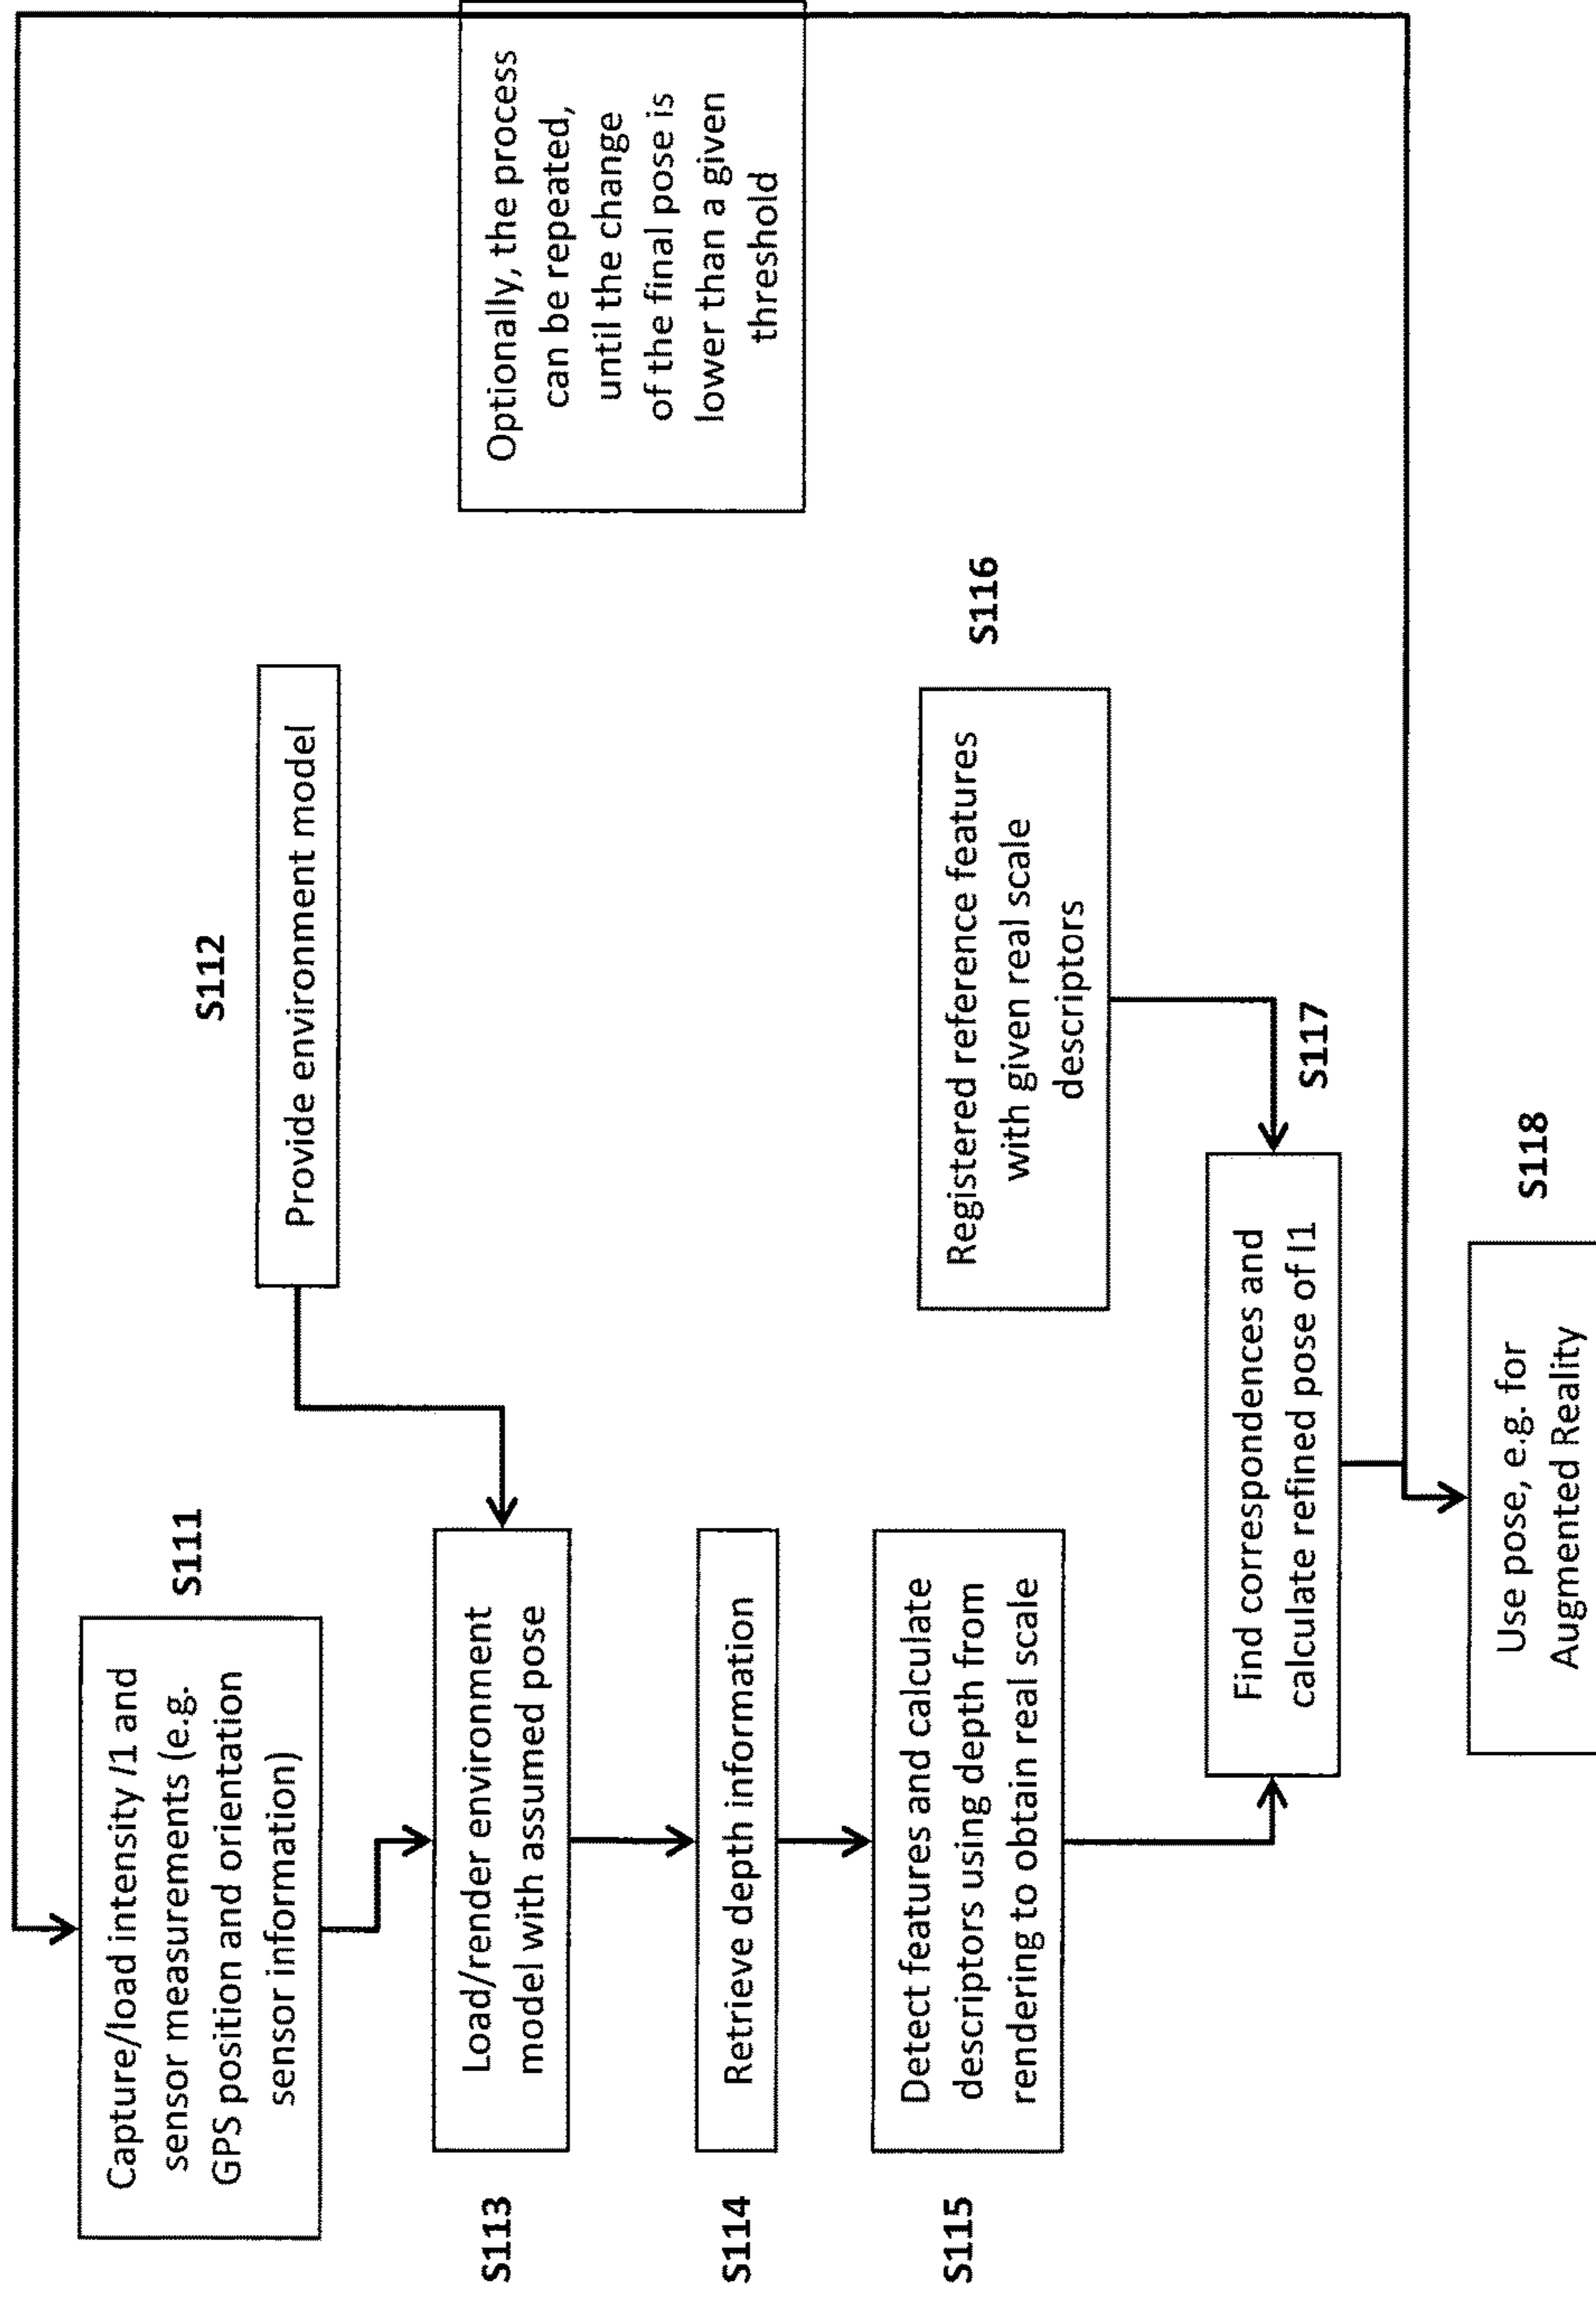 S111
Capture/load intensity I1 and
sensor measurements (e.g.
GPS position and orientation
sensor information)
S112
Provide environment model
S113
Load/render environment
model with assumed pose
Optionally, the process
can be repeated,
until the change
of the final pose is
lower than a given
threshold
S114
Retrieve depth information
S115
Detect features and calculate
descriptors using depth from
rendering to obtain real scale
S116
Registered reference features
with given real scale
descriptors
S117
Find correspondences and
calculate refined pose of I1
S118
Use pose, e.g. for
Augmented Reality